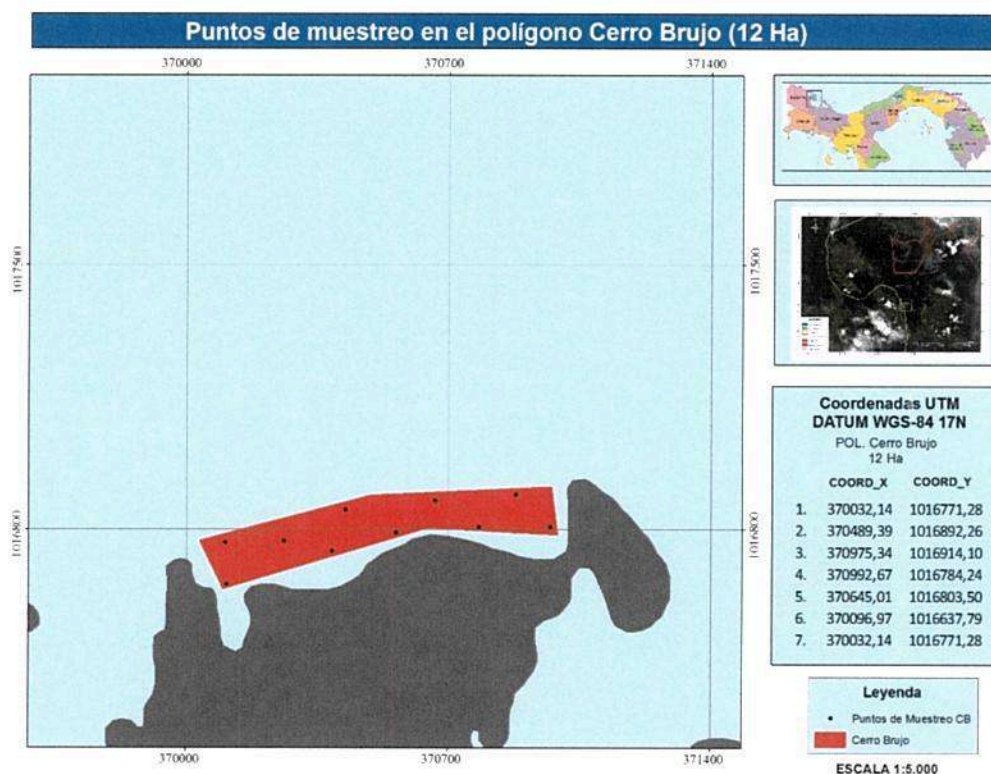 Puntos de muestreo en el polígono Cerro Brujo (12 Ha)
370000 370700 371400
1017500 1017500
1016800 1016800
370000 370700 371400
Coordenadas UTM
DATUM WGS-84 17N
POL. Cerro Brujo
12 Ha
COORD_X COORD_Y
1. 370032,14 1016771,28
2. 370489,39 1016892,26
3. 370975,34 1016914,10
4. 370992,67 1016784,24
5. 370645,01 1016803,50
6. 370096,97 1016637,79
7. 370032,14 1016771,28
Leyenda
Puntos de Muestreo CB
Cerro Brujo
ESCALA 1:5.000